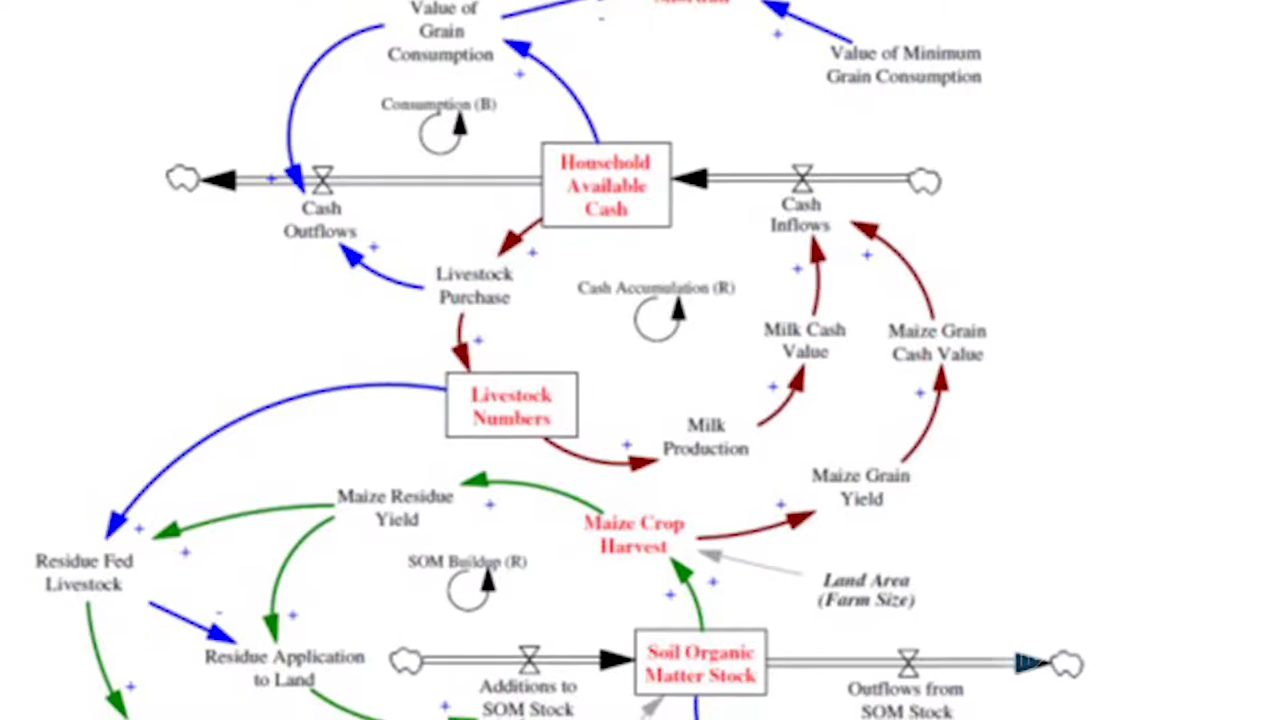 Value of
Grain
Consumption
Value of Minimum
Grain Consumption
Consumption (B)
Household
Available
Cash
Cash
Outflows
Cash
Inflows
Livestock
Purchase
Cash Accumulation (R)
Milk Cash
Value
Maize Grain
Cash Value
Livestock
Numbers
Milk
Production
Maize Grain
Yield
Maize Residue
Yield
Maize Crop
Harvest
Residue Fed
Livestock
SOM Buildup (R)
Land Area
(Farm Size)
Residue Application
to Land
Soil Organic
Matter Stock
Additions to
SOM Stock
Outflows from
SOM Stock